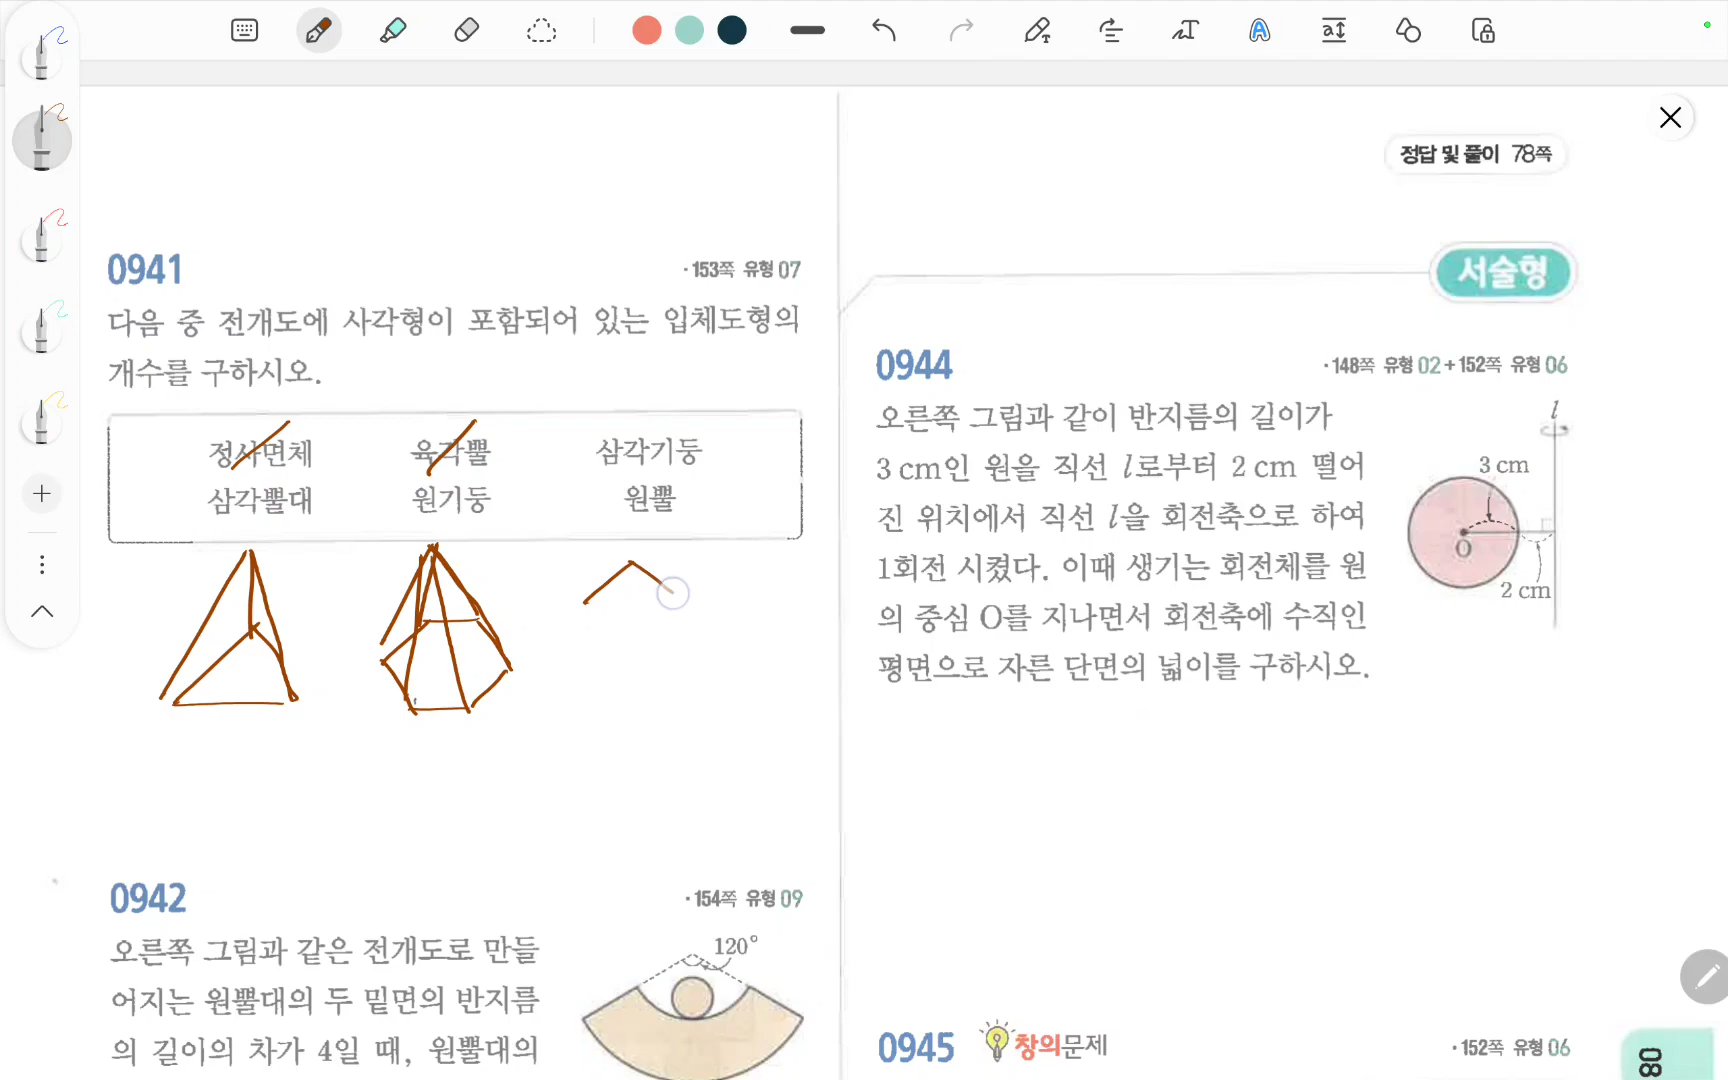 정답 및 풀이 78쪽
0941
· 153쪽 유형 07
다음 중 전개도에 사각형이 포함되어 있는 입체도형의
개수를 구하시오.
정사면체 육각뿔 삼각기둥
삼각뿔대 원기둥 원뿔
0942
· 154쪽 유형 09
오른쪽 그림과 같은 전개도로 만들
어지는 원뿔대의 두 밑면의 반지름
의 길이의 차가 4일 때, 원뿔대의
120°
서술형
0944
· 148쪽 유형 02 + 152쪽 유형 06
오른쪽 그림과 같이 반지름의 길이가
3 cm인 원을 직선 l로부터 2 cm 떨어
진 위치에서 직선 l을 회전축으로 하여
1회전 시켰다. 이때 생기는 회전체를 원
의 중심 O를 지나면서 회전축에 수직인
평면으로 자른 단면의 넓이를 구하시오.
l
3 cm
O
2 cm
0945 창의문제
· 152쪽 유형 06
08